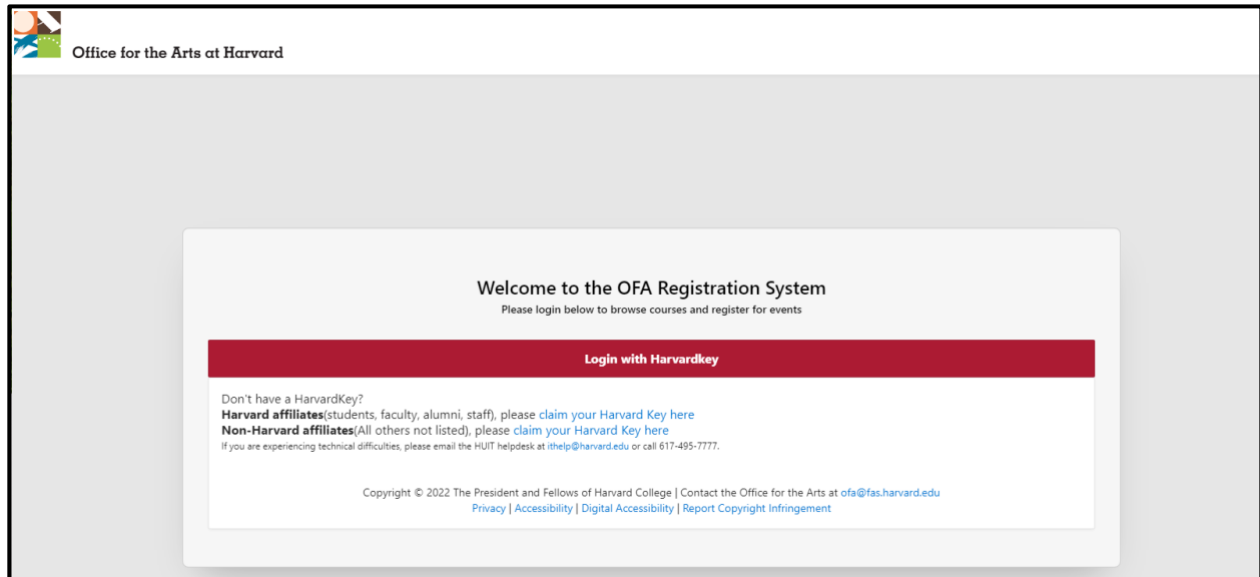 Office for the Arts at Harvard
Welcome to the OFA Registration System
Please login below to browse courses and register for events
Login with Harvardkey
Don't have a HarvardKey?
Harvard affiliates(students, faculty, alumni, staff), please claim your Harvard Key here
Non-Harvard affiliates(All others not listed), please claim your Harvard Key here
If you are experiencing technical difficulties, please email the HUIT helpdesk at ithelp@harvard.edu or call 617-495-7777.
Copyright © 2022 The President and Fellows of Harvard College | Contact the Office for the Arts at ofa@fas.harvard.edu
Privacy | Accessibility | Digital Accessibility | Report Copyright Infringement